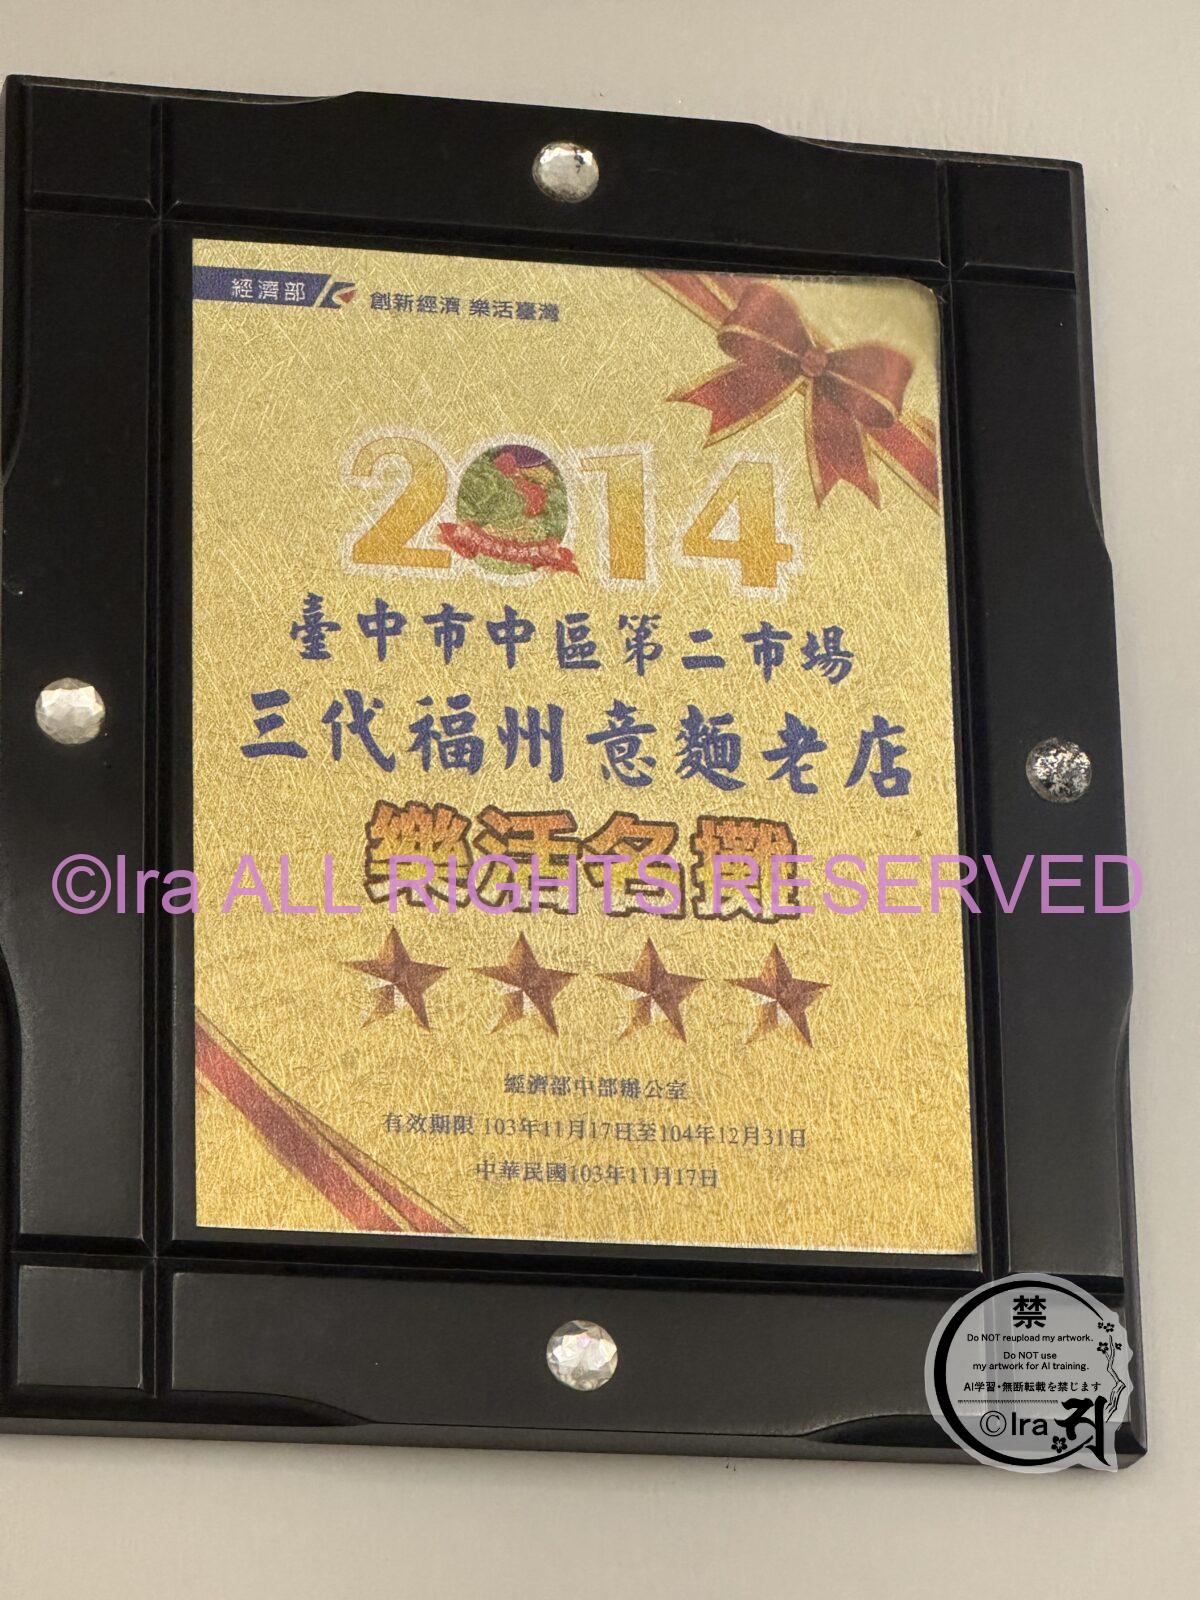 經濟部 創新經濟 樂活臺灣
2014
臺中市中區第二市場
三代福州意麵老店
樂活名攤
©Ira ALL RIGHTS RESERVED
經濟部中部辦公室
有效期限 103年11月17日至104年12月31日
中華民國103年11月17日
禁
Do NOT reupload my artwork.
Do NOT use
my artwork for AI training.
AI学習・無断転載を禁じます
©Ira